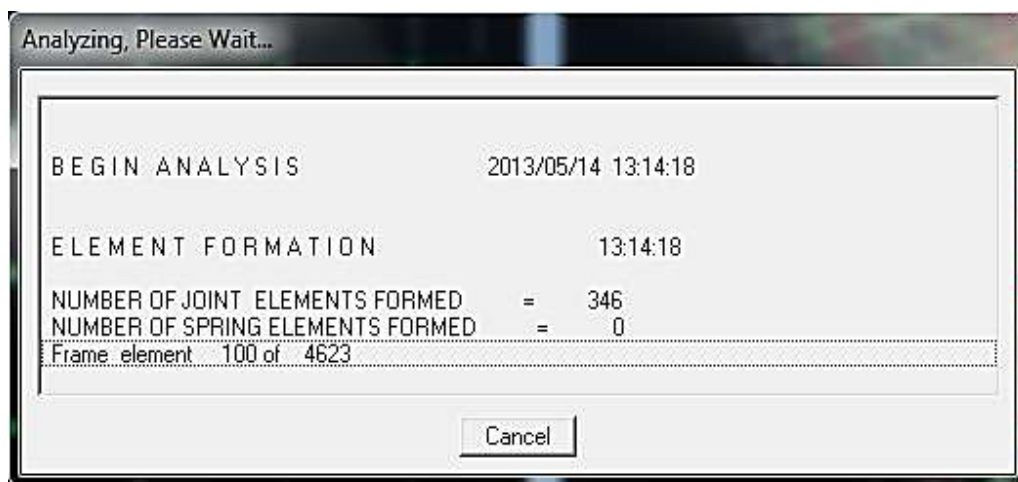 Analyzing, Please Wait...
BEGIN ANALYSIS 2013/05/14 13:14:18
ELEMENT FORMATION 13:14:18
NUMBER OF JOINT ELEMENTS FORMED = 346
NUMBER OF SPRING ELEMENTS FORMED = 0
Frame element 100 of 4623
Cancel